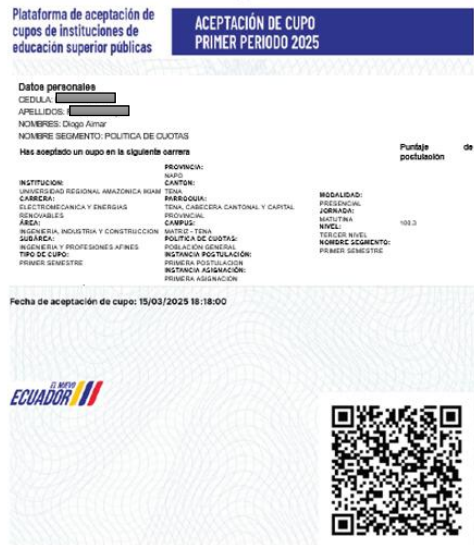 Plataforma de aceptación de
cupos de instituciones de
educación superior públicas
ACEPTACIÓN DE CUPO
PRIMER PERIODO 2025
Datos personales
CEDULA:
APELLIDOS:
NOMBRES: Diogo Aimar
NOMBRE SEGMENTO: POLITICA DE CUOTAS
Has aceptado un cupo en la siguiente carrera
Puntaje de
postulación
INSTITUCIÓN:
UNIVERSIDAD REGIONAL AMAZONICA IKIAM
CARRERA:
ELECTROMECANICA Y ENERGIAS
RENOVABLES
ÁREA:
INGENIERIA, INDUSTRIA Y CONSTRUCCION
SUBÁREA:
INGENIERIA Y PROFESIONES AFINES
TIPO DE CUPO:
PRIMER SEMESTRE
PROVINCIA:
NAPO
CANTON:
TENA
PARROQUIA:
TENA, CABECERA CANTONAL Y CAPITAL
PROVINCIAL
CAMPUS:
MATRIZ - TENA
POLITICA DE CUOTAS:
POBLACIÓN GENERAL
INSTANCIA POSTULACIÓN:
PRIMERA POSTULACION
INSTANCIA ASIGNACIÓN:
PRIMERA ASIGNACIÓN
MODALIDAD:
PRESENCIAL
JORNADA:
MATUTINA
NIVEL:
TERCER NIVEL
NOMBRE SEGMENTO:
PRIMER SEMESTRE
Fecha de aceptación de cupo: 15/03/2025 18:18:00
EL NUEVO
ECUADOR